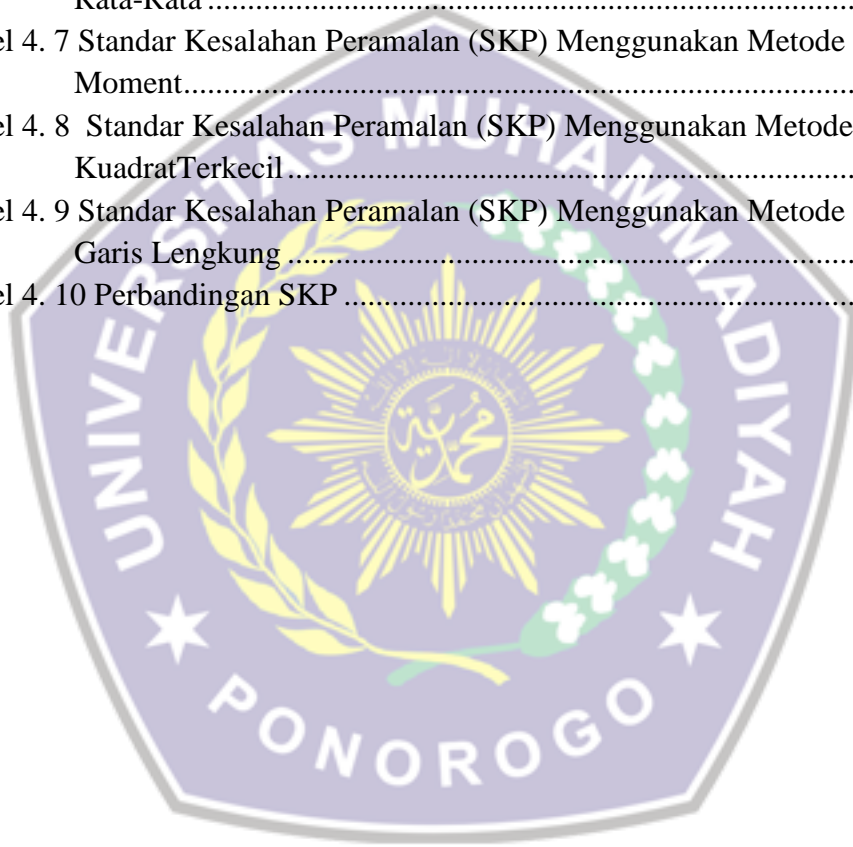 Kata-Kata ........................................................................................
el 4. 7 Standar Kesalahan Peramalan (SKP) Menggunakan Metode
Moment...........................................................................................
el 4. 8  Standar Kesalahan Peramalan (SKP) Menggunakan Metode
KuadratTerkecil ..............................................................................
el 4. 9 Standar Kesalahan Peramalan (SKP) Menggunakan Metode
Garis Lengkung ..............................................................................
el 4. 10 Perbandingan SKP ...............................................................
UNIVERSITAS MUHAMMADIYAH
محمدية
PONOROGO